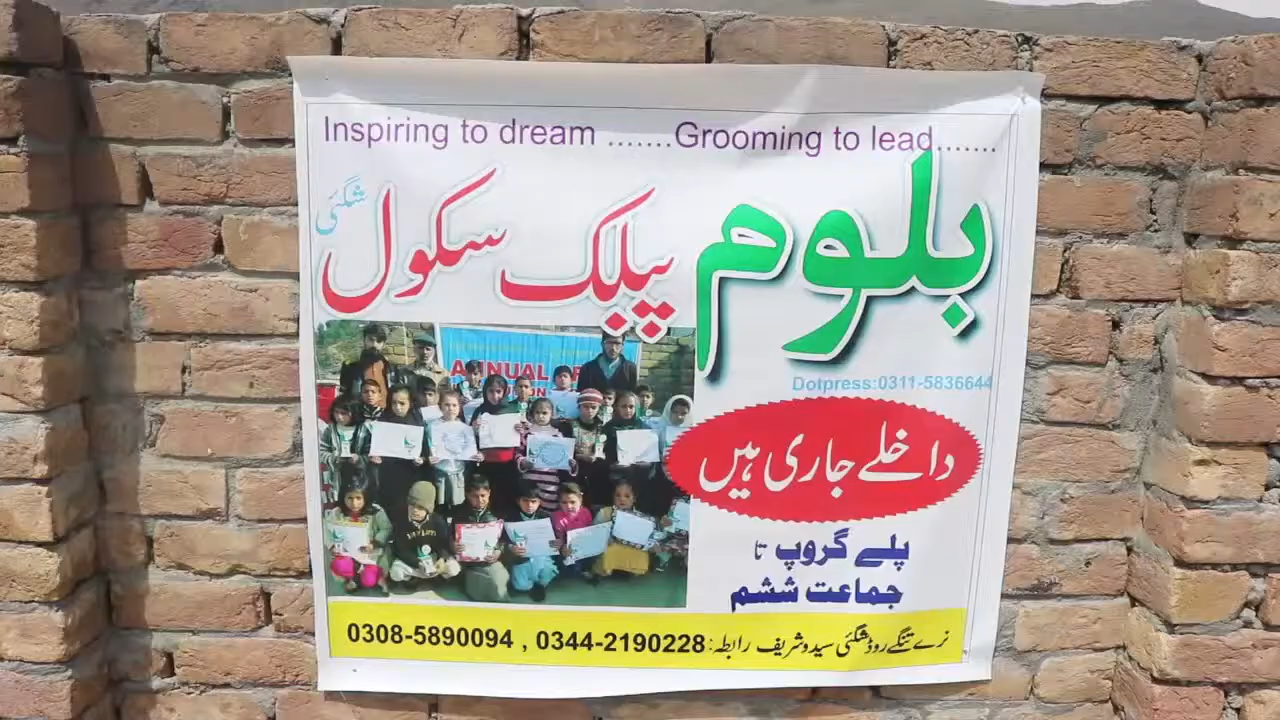 Inspiring to dream .......Grooming to lead.......
بلوم پبلک سکول شگئی
Dotpress:0311-5836644
داخلے جاری ہیں
پلے گروپ تا
جماعت ششم
نرے تنگے روڈ شگئی سیدو شریف رابطہ: 0344-2190228 , 0308-5890094
ANNUAL